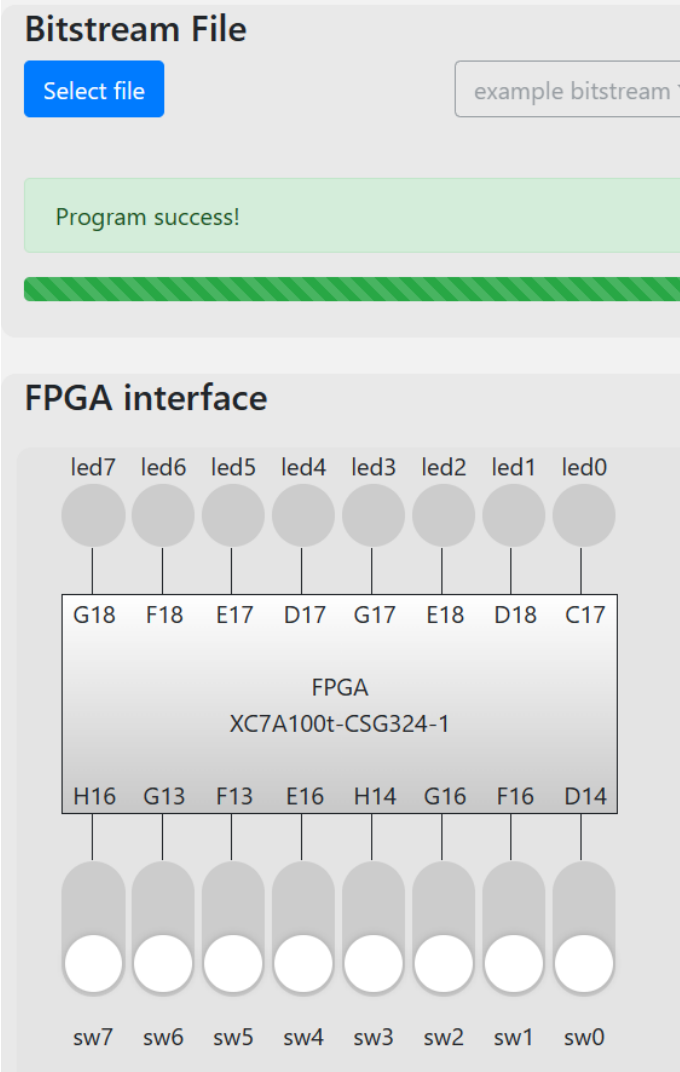 Bitstream File
Select file
example bitstream
Program success!
FPGA interface
led7 led6 led5 led4 led3 led2 led1 led0
G18 F18 E17 D17 G17 E18 D18 C17
FPGA
XC7A100t-CSG324-1
H16 G13 F13 E16 H14 G16 F16 D14
sw7 sw6 sw5 sw4 sw3 sw2 sw1 sw0